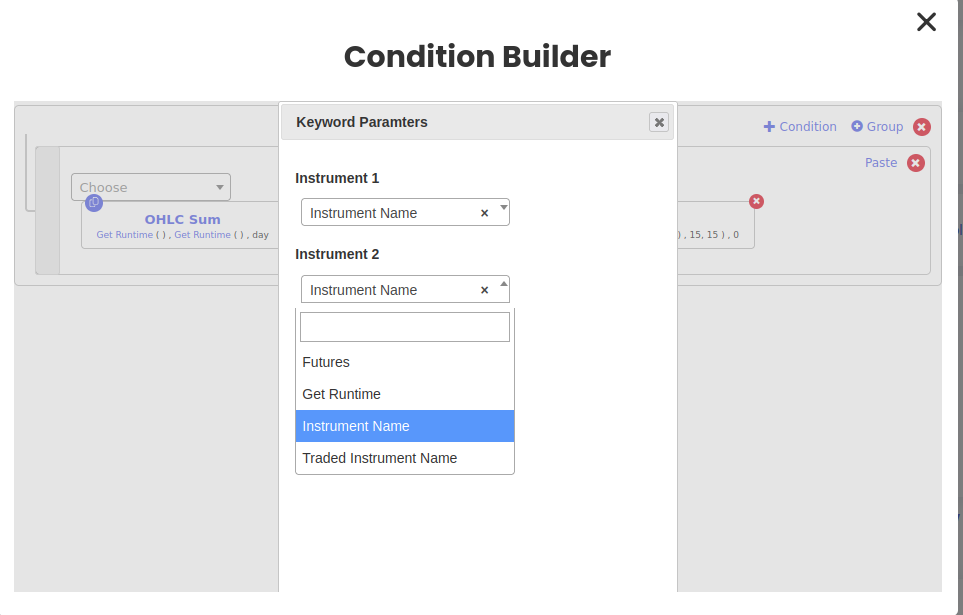 Condition Builder
Keyword Paramters
Condition Group
Instrument 1
Paste
Choose
Instrument Name ×
OHLC Sum
Get Runtime ( ) , Get Runtime ( ) , day
) , 15, 15 ) , 0
Instrument 2
Instrument Name ×
Futures
Get Runtime
Instrument Name
Traded Instrument Name